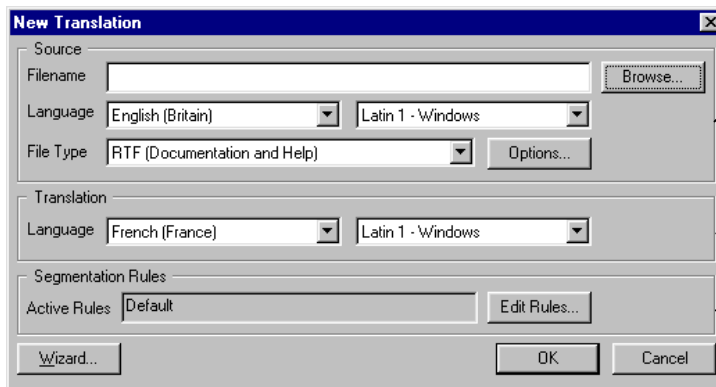 New Translation
Source
Filename Browse...
Language English (Britain) Latin 1 - Windows
File Type RTF (Documentation and Help) Options...
Translation
Language French (France) Latin 1 - Windows
Segmentation Rules
Active Rules Default Edit Rules...
Wizard... OK Cancel